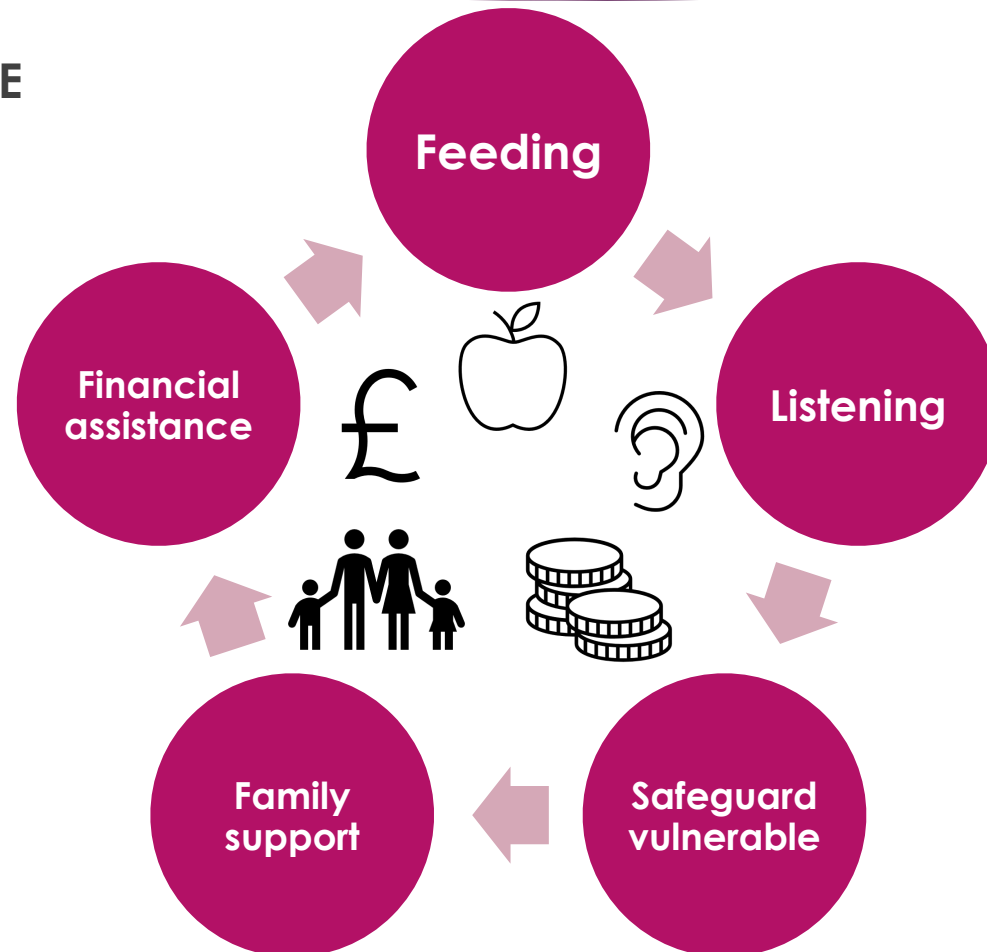 E
Feeding
Listening
Safeguard
vulnerable
Family
support
Financial
assistance
£